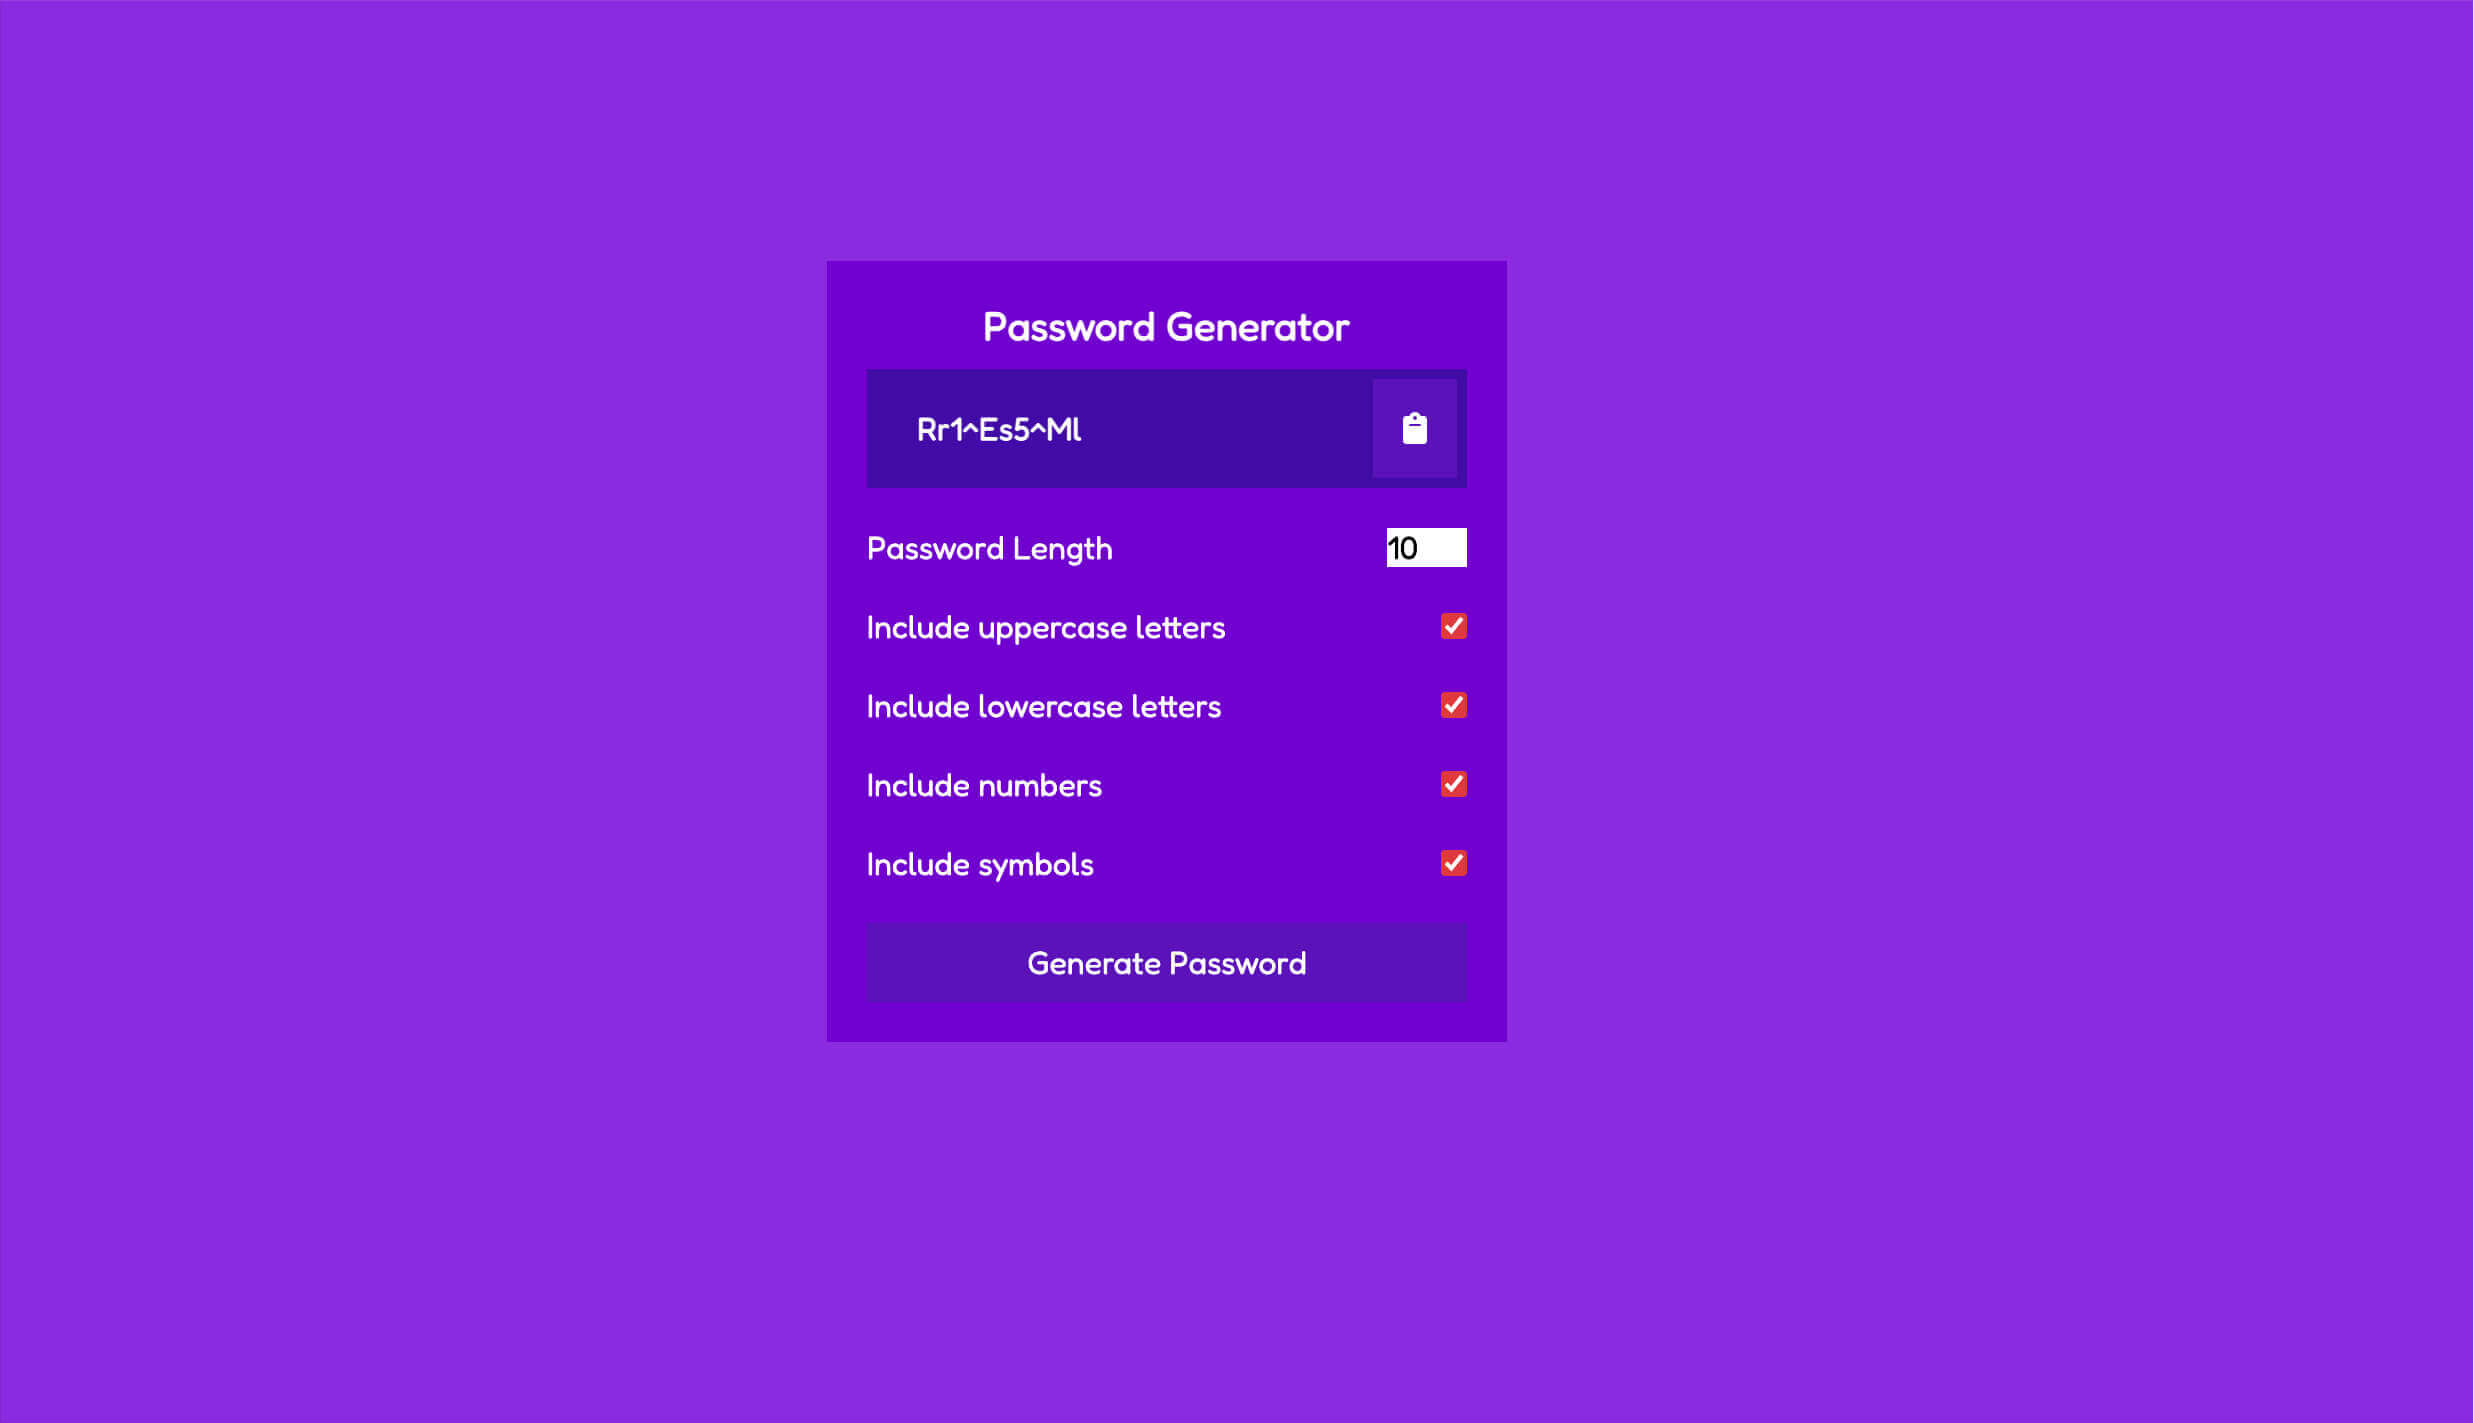 Password Generator
Rr1^Es5^Ml
Password Length
10
Include uppercase letters
Include lowercase letters
Include numbers
Include symbols
Generate Password